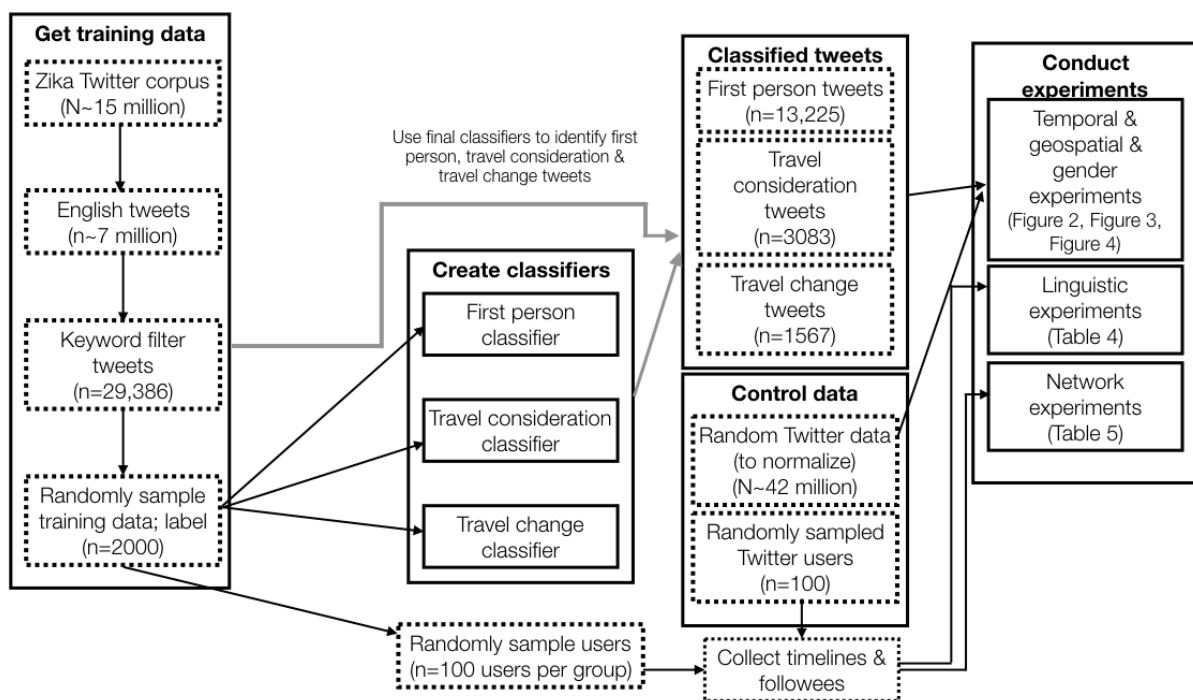 Get training data
Zika Twitter corpus
(N~15 million)
English tweets
(n~7 million)
Keyword filter
tweets
(n=29,386)
Randomly sample
training data; label
(n=2000)
Use final classifiers to identify first
person, travel consideration &
travel change tweets
Create classifiers
First person
classifier
Travel consideration
classifier
Travel change
classifier
Randomly sample users
(n=100 users per group)
Classified tweets
First person tweets
(n=13,225)
Travel
consideration
tweets
(n=3083)
Travel change
tweets
(n=1567)
Control data
Random Twitter data
(to normalize)
(N~42 million)
Randomly sampled
Twitter users
(n=100)
Collect timelines &
followees
Conduct
experiments
Temporal &
geospatial &
gender
experiments
(Figure 2, Figure 3,
Figure 4)
Linguistic
experiments
(Table 4)
Network
experiments
(Table 5)